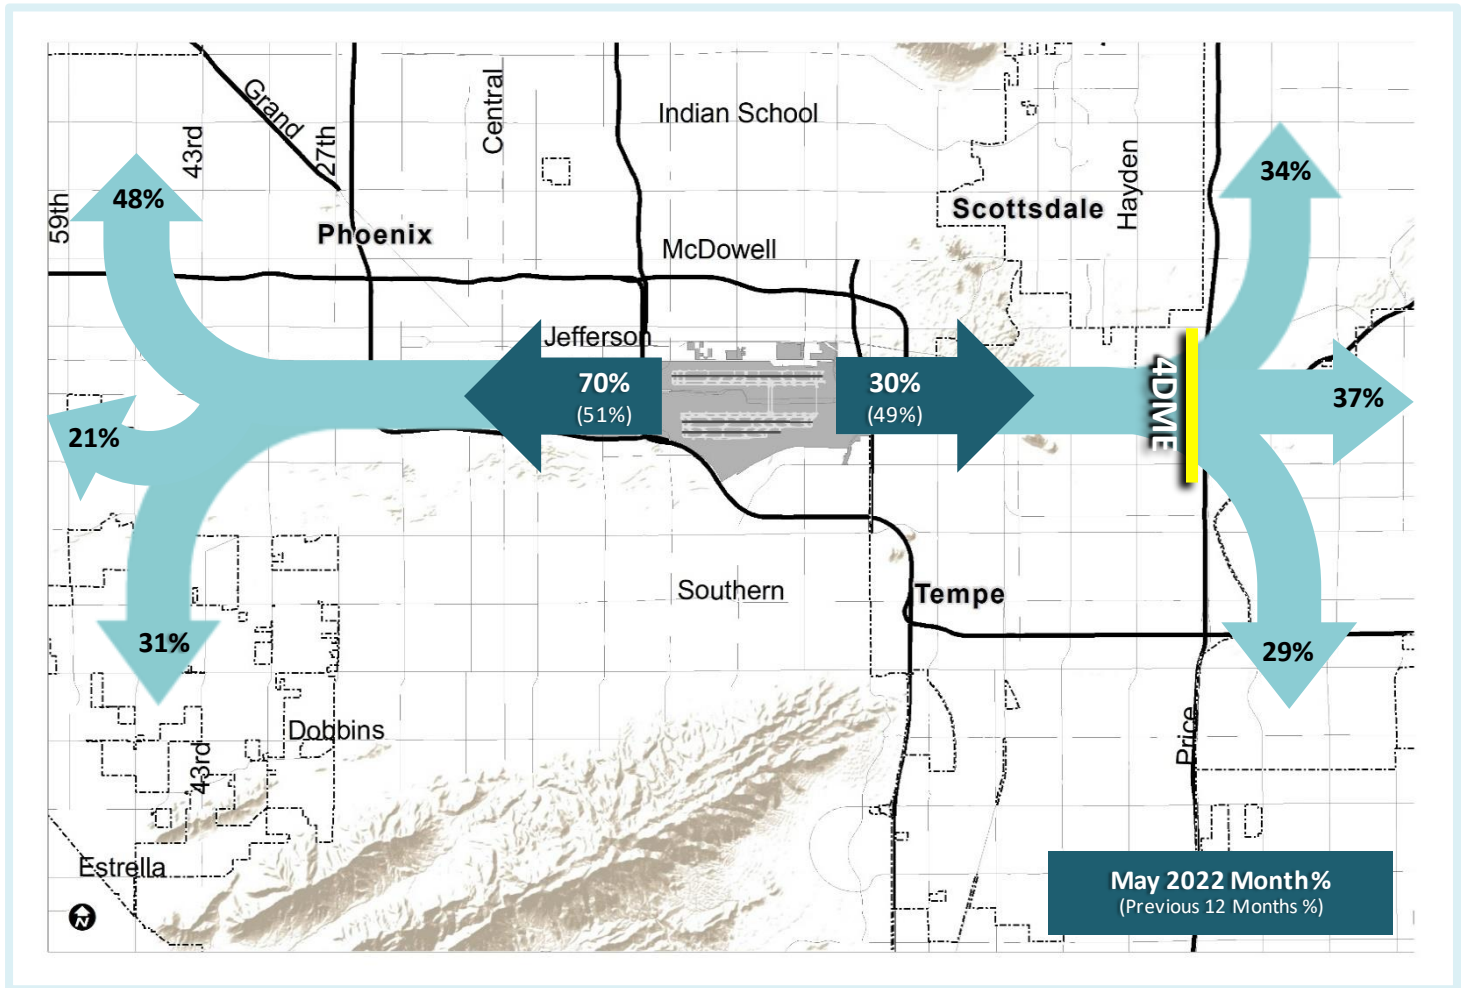 Grand
43rd
27th
Central
Indian School
Hayden
34%
48%
59th
Phoenix
Scottsdale
McDowell
Jefferson
70%
(51%)
30%
(49%)
4DME
37%
21%
Southern
Tempe
31%
29%
Dobbins
43rd
Price
Estrella
N
May 2022 Month%
(Previous 12 Months %)